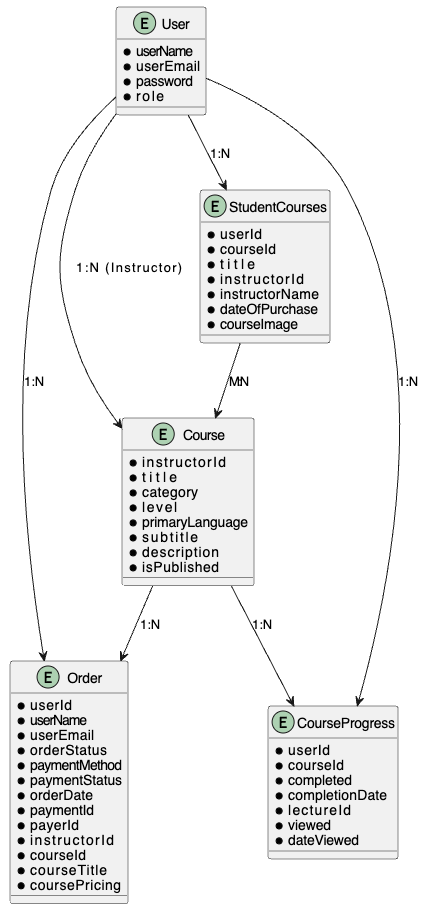 E User
userName
userEmail
password
role
1:N
E StudentCourses
userId
courseId
title
instructorId
instructorName
dateOfPurchase
courseImage
1:N (Instructor)
1:N
1:N
M:N
E Course
instructorId
title
category
level
primaryLanguage
subtitle
description
isPublished
1:N
1:N
E Order
userId
userName
userEmail
orderStatus
paymentMethod
paymentStatus
orderDate
paymentId
payerId
instructorId
courseId
courseTitle
coursePricing
E CourseProgress
userId
courseId
completed
completionDate
lectureId
viewed
dateViewed